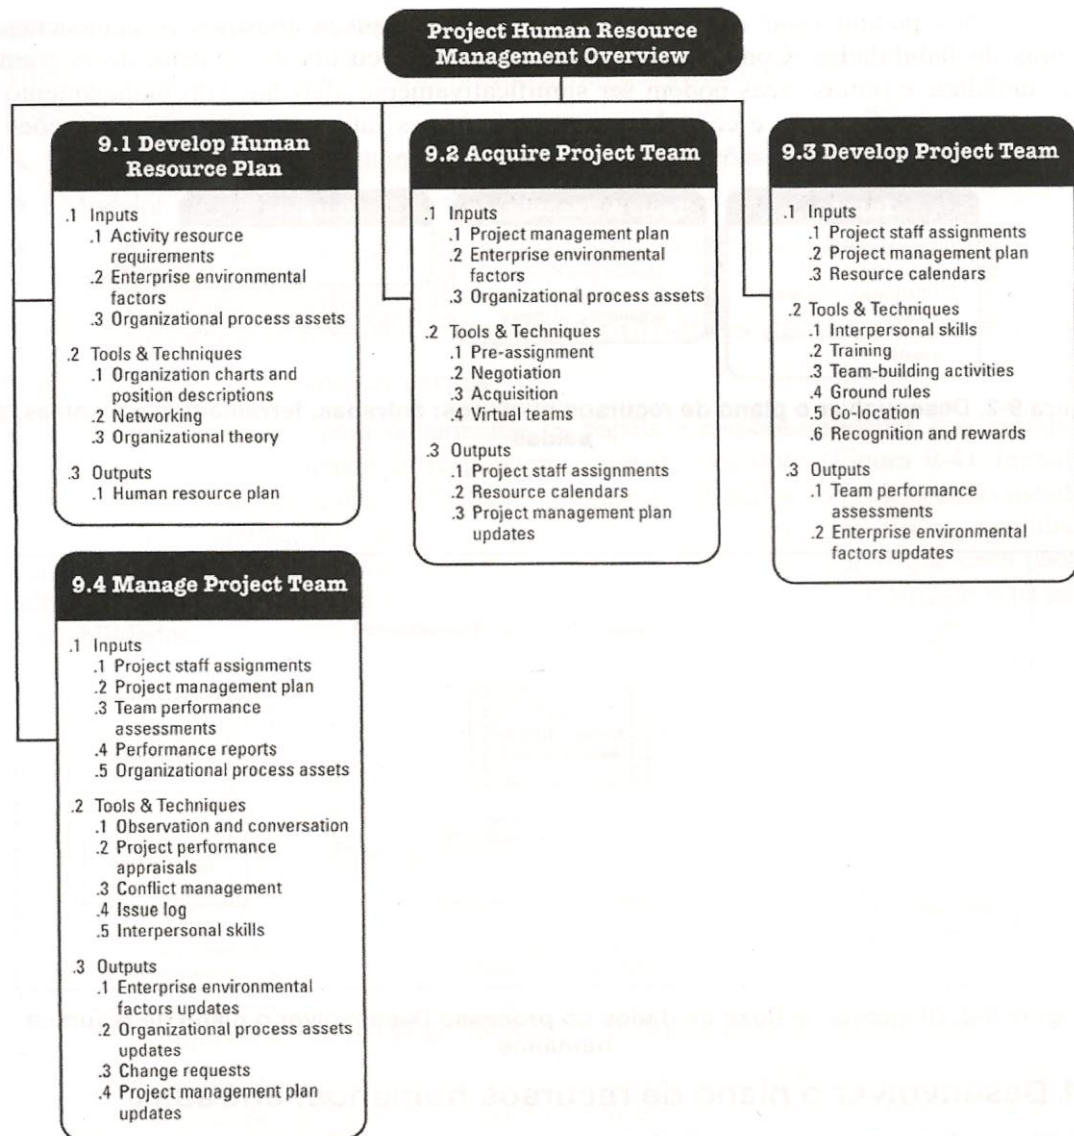 Project Human Resource
Management Overview
9.1 Develop Human
Resource Plan
.1 Inputs
.1 Activity resource
requirements
.2 Enterprise environmental
factors
.3 Organizational process assets
.2 Tools & Techniques
.1 Organization charts and
position descriptions
.2 Networking
.3 Organizational theory
.3 Outputs
.1 Human resource plan
9.2 Acquire Project Team
.1 Inputs
.1 Project management plan
.2 Enterprise environmental
factors
.3 Organizational process assets
.2 Tools & Techniques
.1 Pre-assignment
.2 Negotiation
.3 Acquisition
.4 Virtual teams
.3 Outputs
.1 Project staff assignments
.2 Resource calendars
.3 Project management plan
updates
9.3 Develop Project Team
.1 Inputs
.1 Project staff assignments
.2 Project management plan
.3 Resource calendars
.2 Tools & Techniques
.1 Interpersonal skills
.2 Training
.3 Team-building activities
.4 Ground rules
.5 Co-location
.6 Recognition and rewards
.3 Outputs
.1 Team performance
assessments
.2 Enterprise environmental
factors updates
9.4 Manage Project Team
.1 Inputs
.1 Project staff assignments
.2 Project management plan
.3 Team performance
assessments
.4 Performance reports
.5 Organizational process assets
.2 Tools & Techniques
.1 Observation and conversation
.2 Project performance
appraisals
.3 Conflict management
.4 Issue log
.5 Interpersonal skills
.3 Outputs
.1 Enterprise environmental
factors updates
.2 Organizational process assets
updates
.3 Change requests
.4 Project management plan
updates